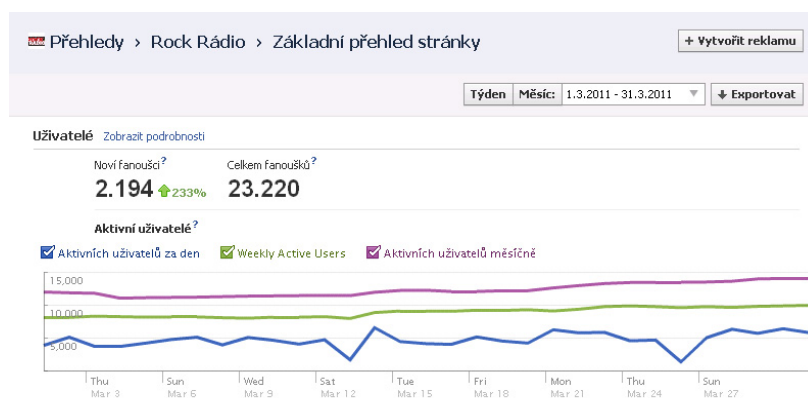 Přehledy › Rock Rádio › Základní přehled stránky
+ Vytvořit reklamu
Týden Měsíc: 1.3.2011 - 31.3.2011 Exportovat
Uživatelé Zobrazit podrobnosti
Noví fanoušci? Celkem fanoušků?
2.194 233% 23.220
Aktivní uživatelé?
Aktivních uživatelů za den Weekly Active Users Aktivních uživatelů měsíčně
15,000
10,000
5,000
Thu Sun Wed Sat Tue Fri Mon Thu Sun
Mar 3 Mar 6 Mar 9 Mar 12 Mar 15 Mar 18 Mar 21 Mar 24 Mar 27